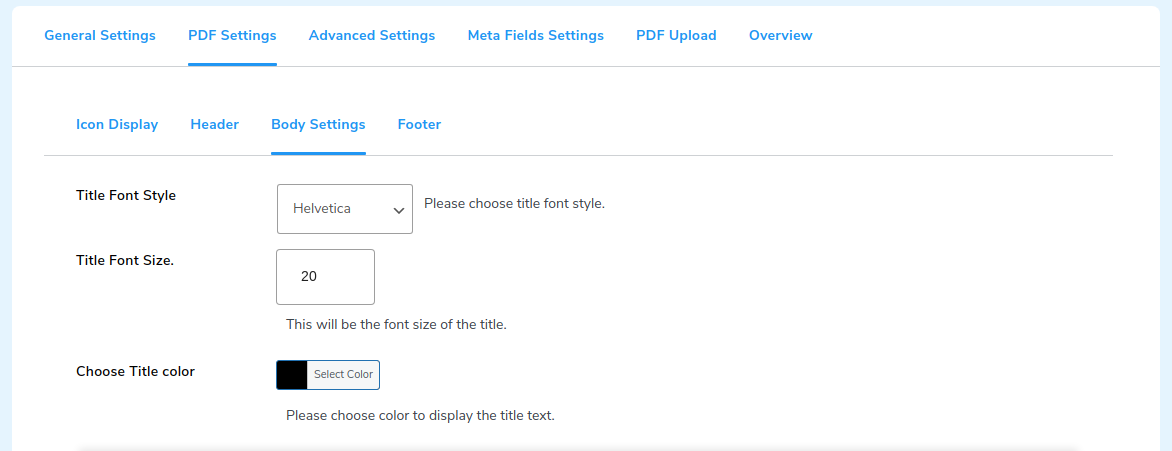 General Settings PDF Settings Advanced Settings Meta Fields Settings PDF Upload Overview
Icon Display Header Body Settings Footer
Title Font Style Helvetica Please choose title font style.
Title Font Size. 20
This will be the font size of the title.
Choose Title color Select Color
Please choose color to display the title text.